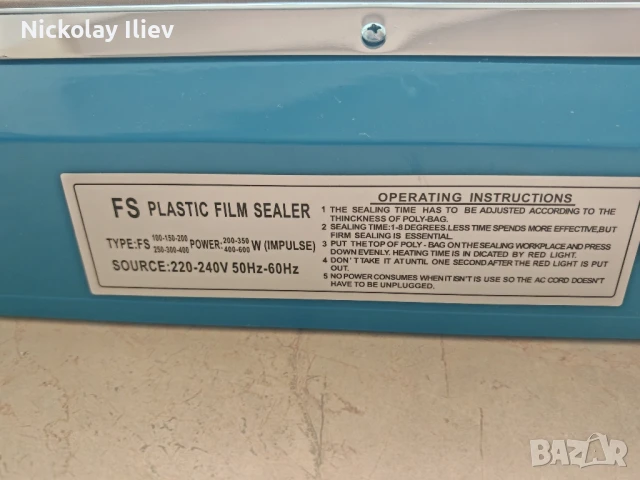 Nickolay Iliev
FS PLASTIC FILM SEALER
TYPE:FS 100-150-200 250-300-400 POWER: 200-350 400-600 W (IMPULSE)
SOURCE:220-240V 50Hz-60Hz
OPERATING INSTRUCTIONS
1 THE SEALING TIME HAS TO BE ADJUSTED ACCORDING TO THE
THINCKNESS OF POLY-BAG.
2 SEALING TIME:1-8 DEGREES.LESS TIME SPENDS MORE EFFECTIVE,BUT
FIRM SEALING IS ESSENTIAL.
3 PUT THE TOP OF POLY - BAG ON THE SEALING WORKPLACE AND PRESS
DOWN EVENLY. HEATING TIME IS IN DICATED BY RED LIGHT.
4 DON'T TAKE IT AT UNTIL ONE SECOND AFTER THE RED LIGHT IS PUT
OUT.
5 NO POWER CONSUMES WHEN IT ISN'T IS USE SO THE AC CORD DOESN'T
HAVE TO BE UNPLUGGED.
BAZAR